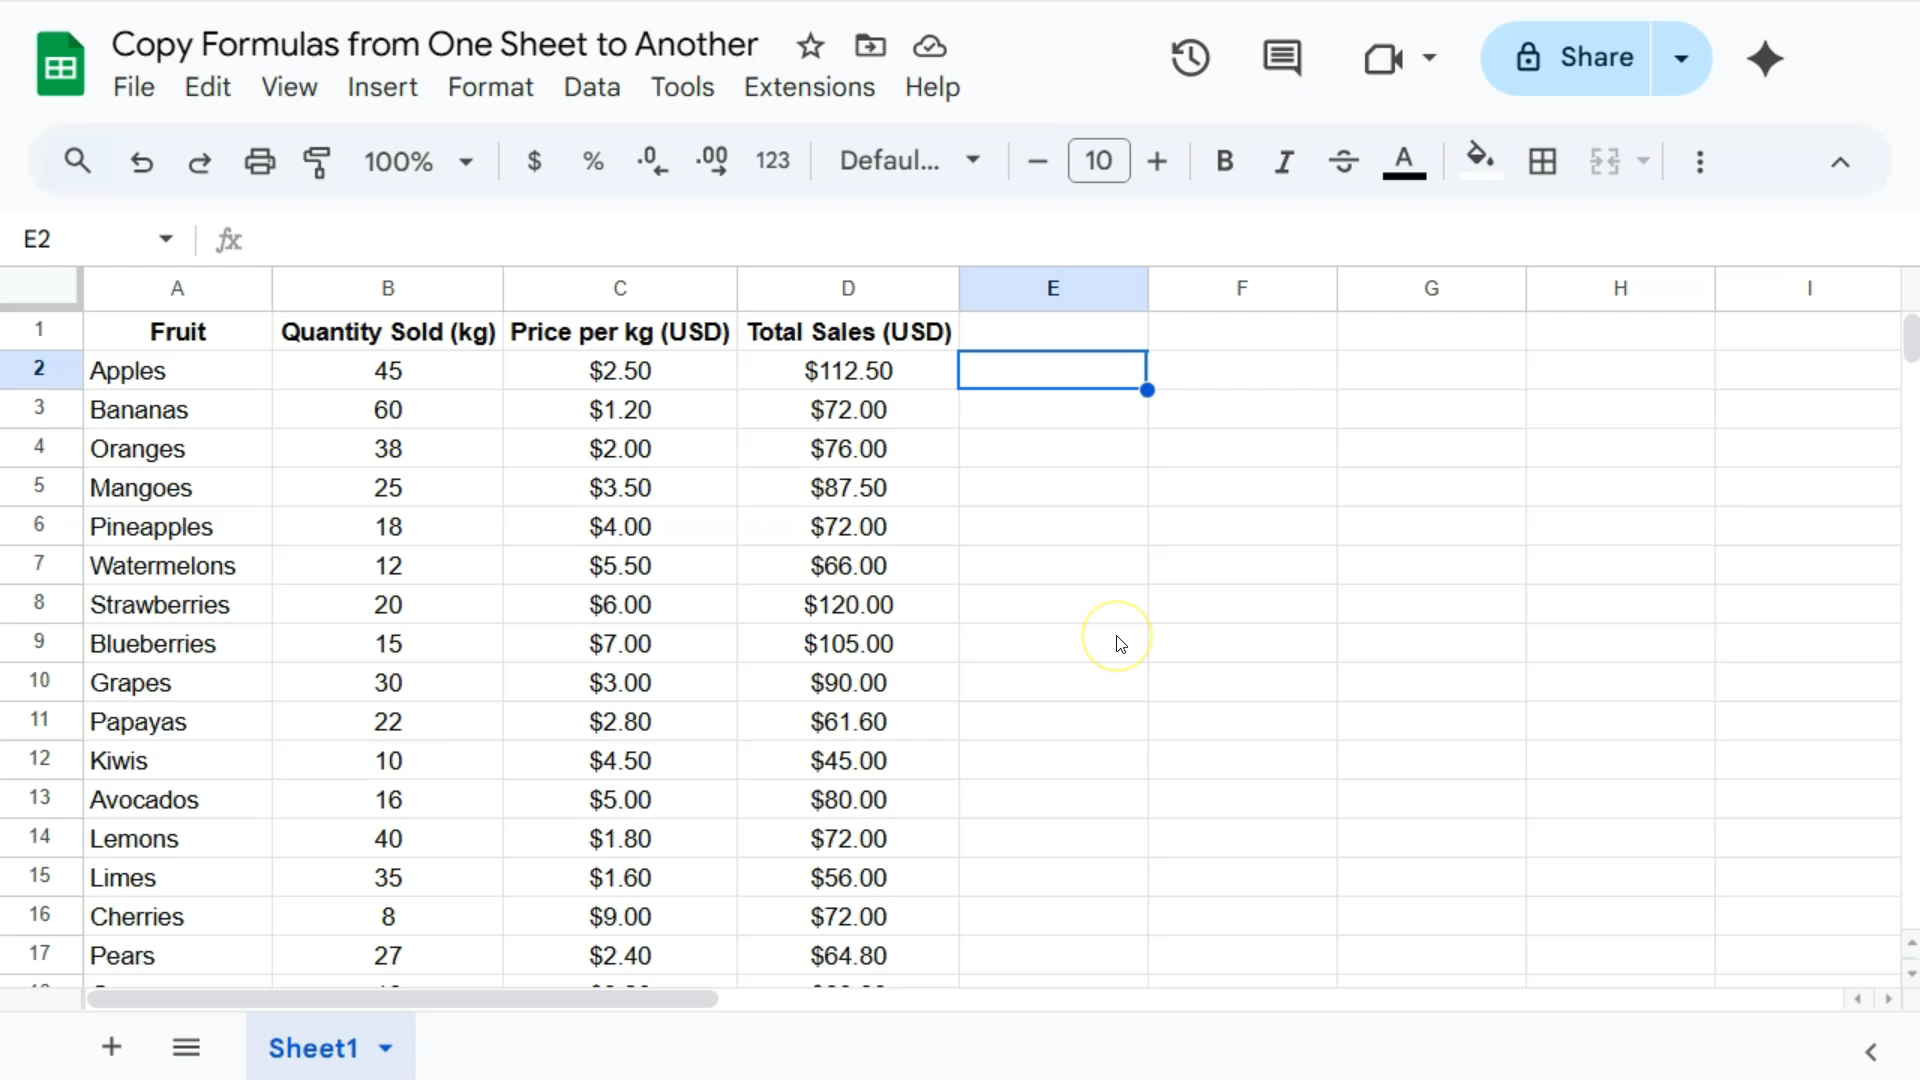 Copy Formulas from One Sheet to Another
Share
File Edit View Insert Format Data Tools Extensions Help
100% $ % .0 .00 123 Defaul... 10 B I S A
E2 fx
A B C D E F G H I
1 Fruit Quantity Sold (kg) Price per kg (USD) Total Sales (USD)
2 Apples 45 $2.50 $112.50
3 Bananas 60 $1.20 $72.00
4 Oranges 38 $2.00 $76.00
5 Mangoes 25 $3.50 $87.50
6 Pineapples 18 $4.00 $72.00
7 Watermelons 12 $5.50 $66.00
8 Strawberries 20 $6.00 $120.00
9 Blueberries 15 $7.00 $105.00
10 Grapes 30 $3.00 $90.00
11 Papayas 22 $2.80 $61.60
12 Kiwis 10 $4.50 $45.00
13 Avocados 16 $5.00 $80.00
14 Lemons 40 $1.80 $72.00
15 Limes 35 $1.60 $56.00
16 Cherries 8 $9.00 $72.00
17 Pears 27 $2.40 $64.80
Sheet1